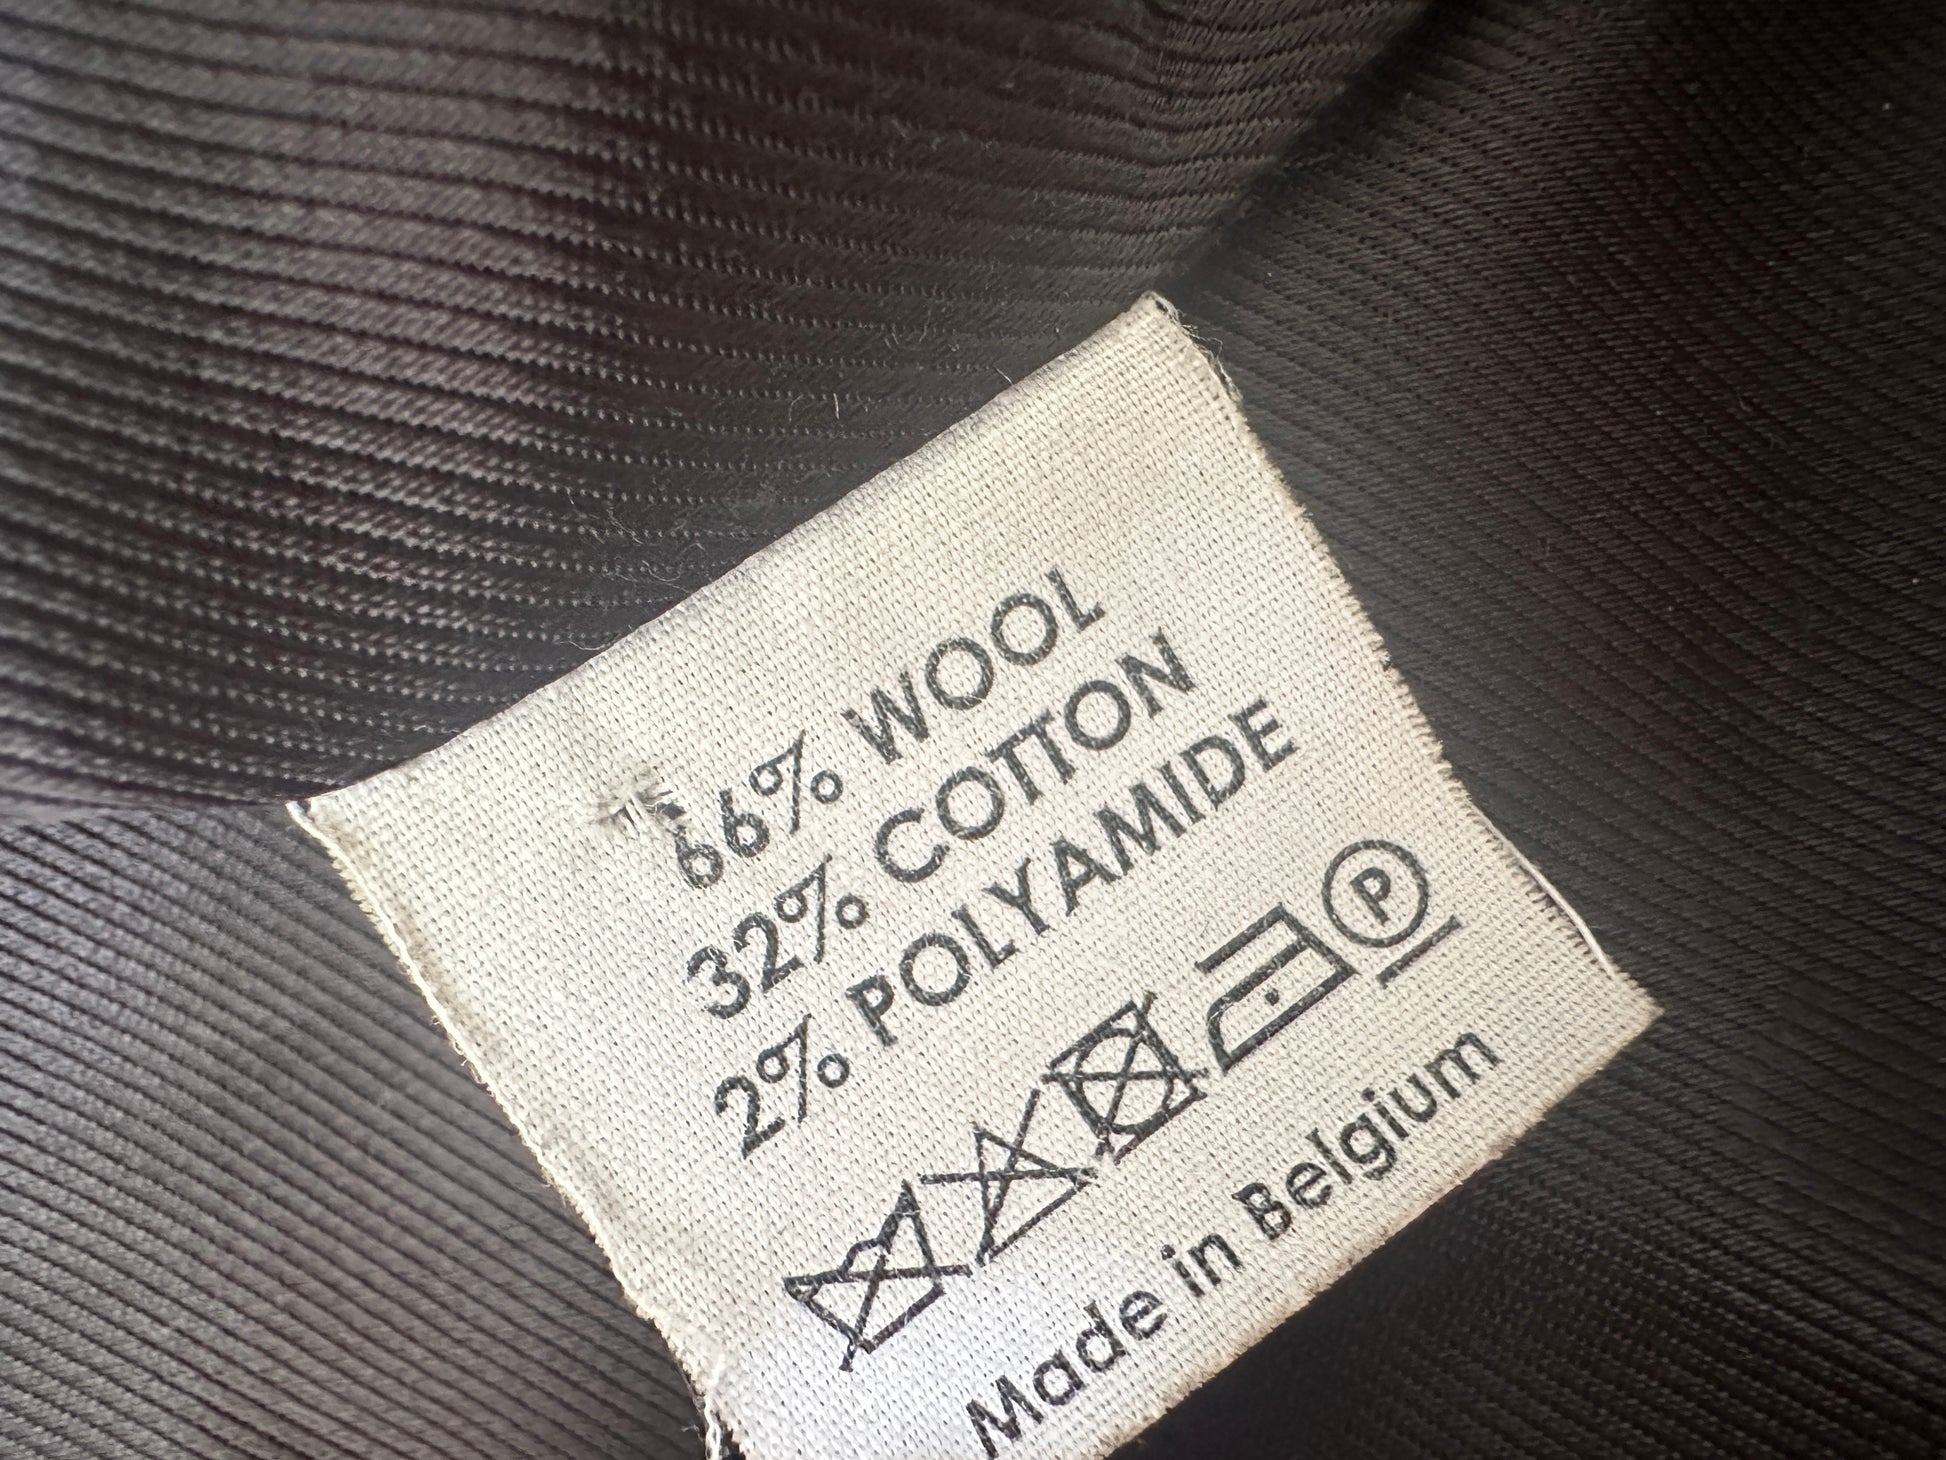 66% WOOL
32% COTTON
2% POLYAMIDE
P
Made in Belgium